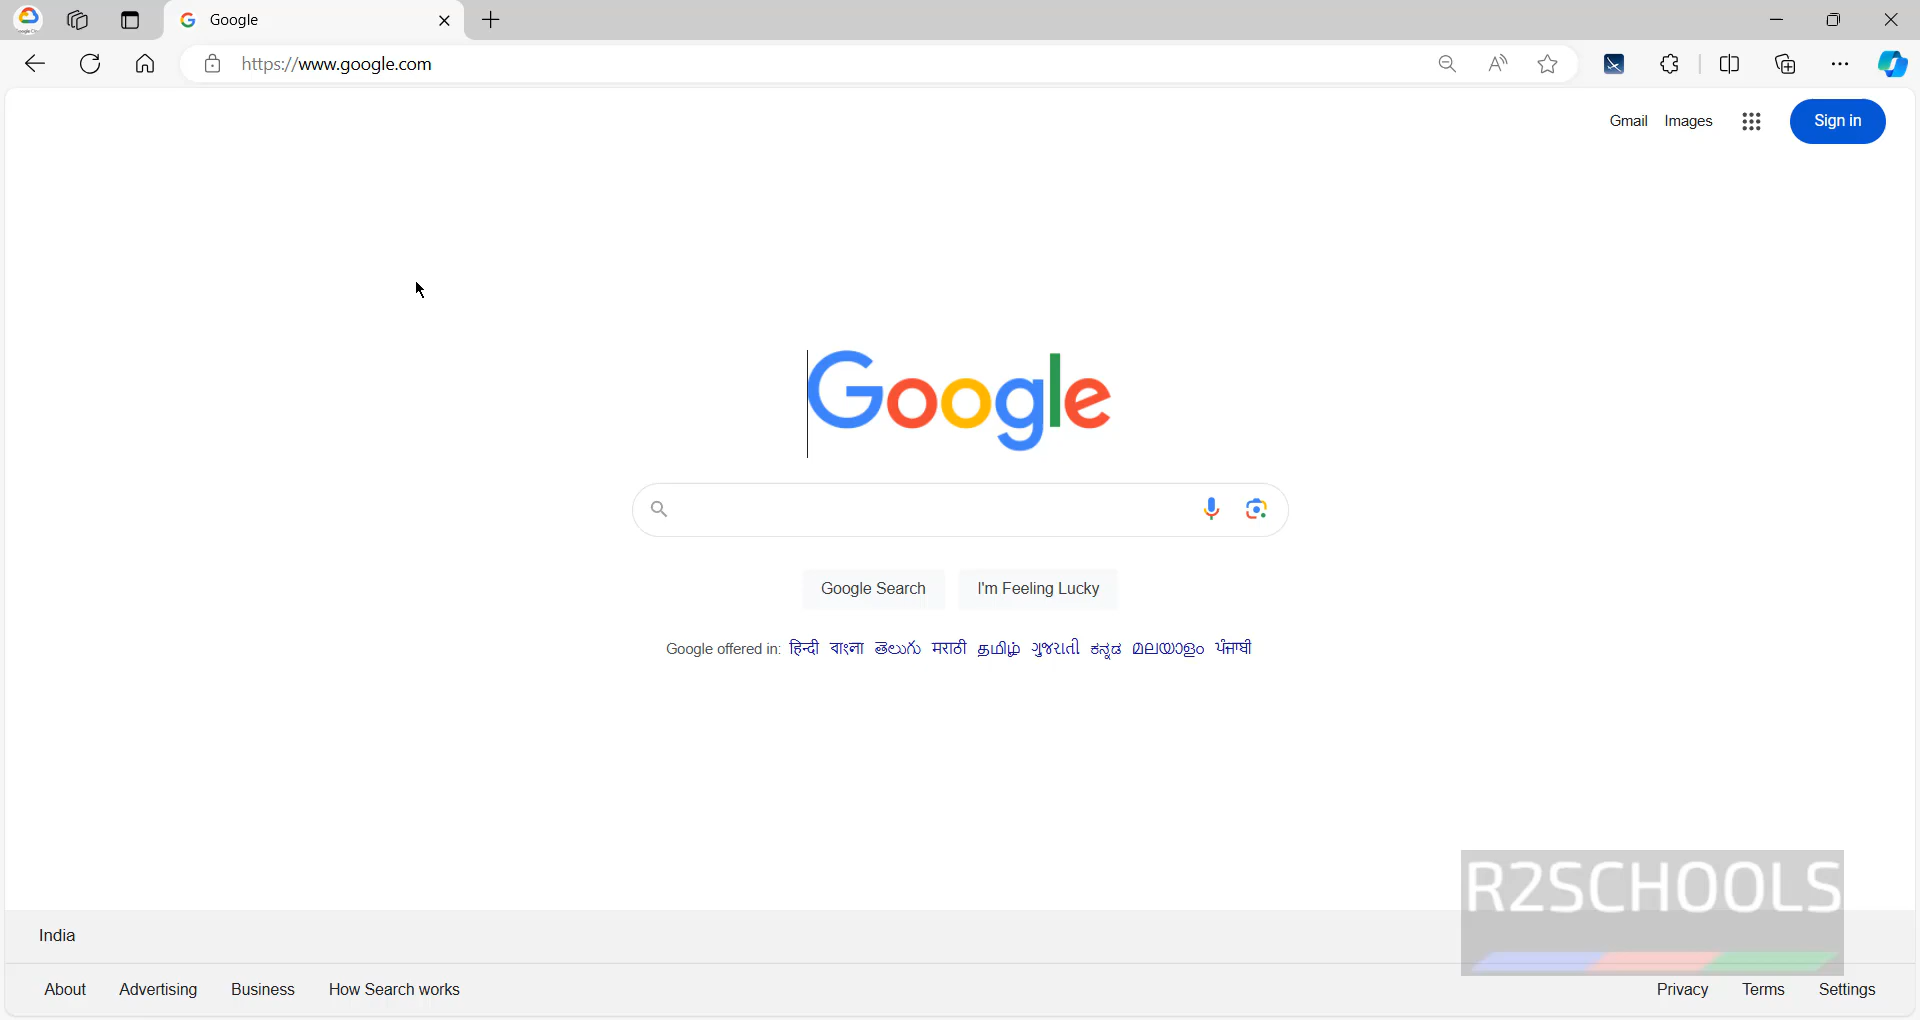 Google
https://www.google.com
Gmail Images Sign in
Google
Google Search I'm Feeling Lucky
Google offered in: हिन्दी বাংলা తెలుగు मराठी தமிழ் ગુજરાતી ಕನ್ನಡ മലയാളം ਪੰਜਾਬੀ
R2SCHOOLS
India
About Advertising Business How Search works Privacy Terms Settings